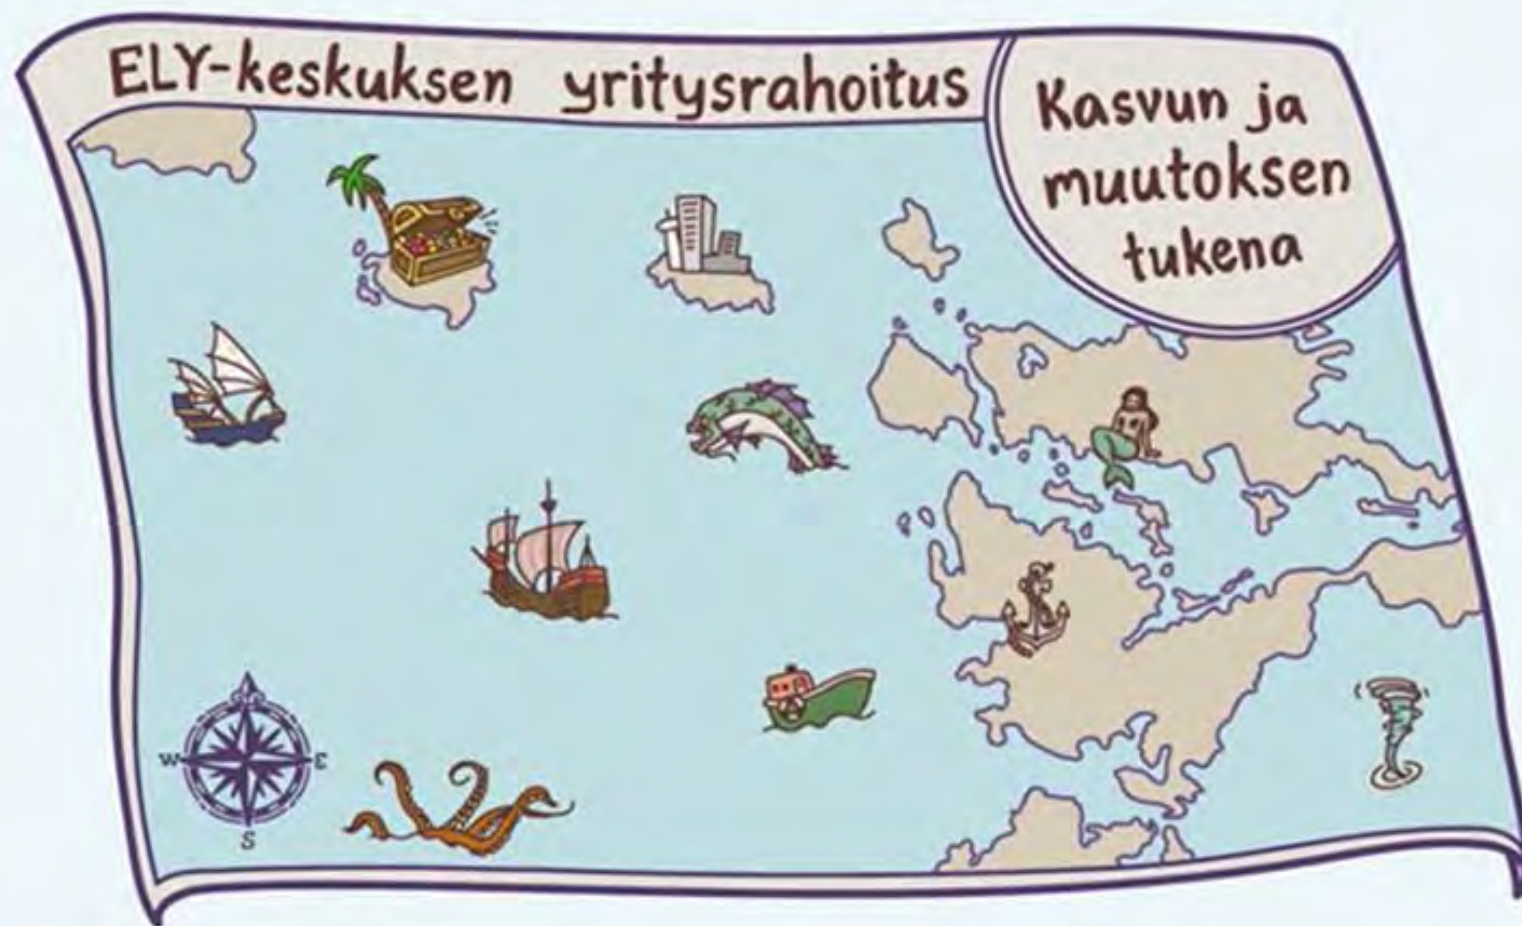 ELY-keskuksen yritysrahoitus
Kasvun ja
muutoksen
tukena
W E
S